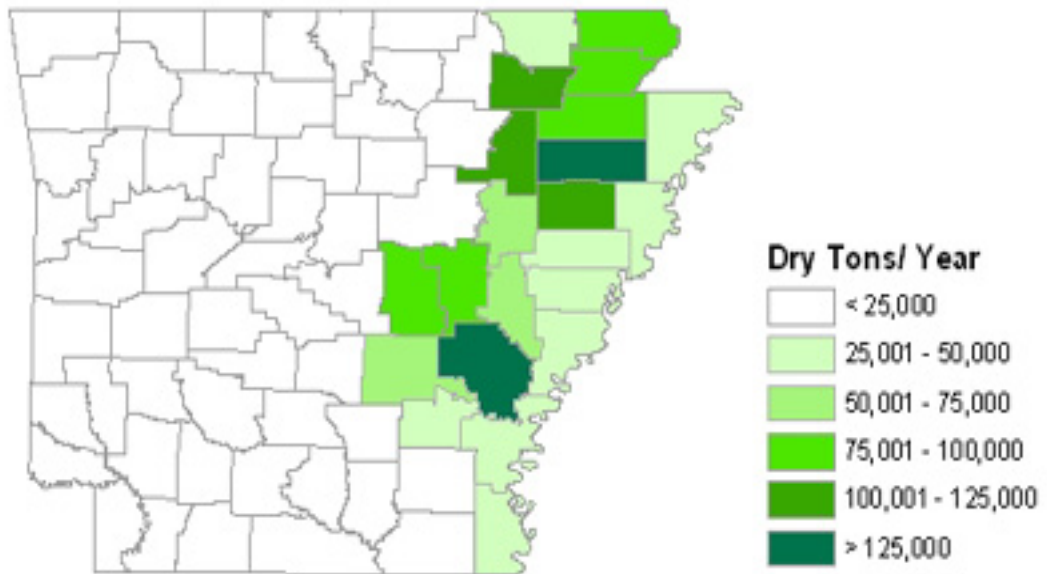 Dry Tons/ Year
< 25,000
25,001 - 50,000
50,001 - 75,000
75,001 - 100,000
100,001 - 125,000
> 125,000